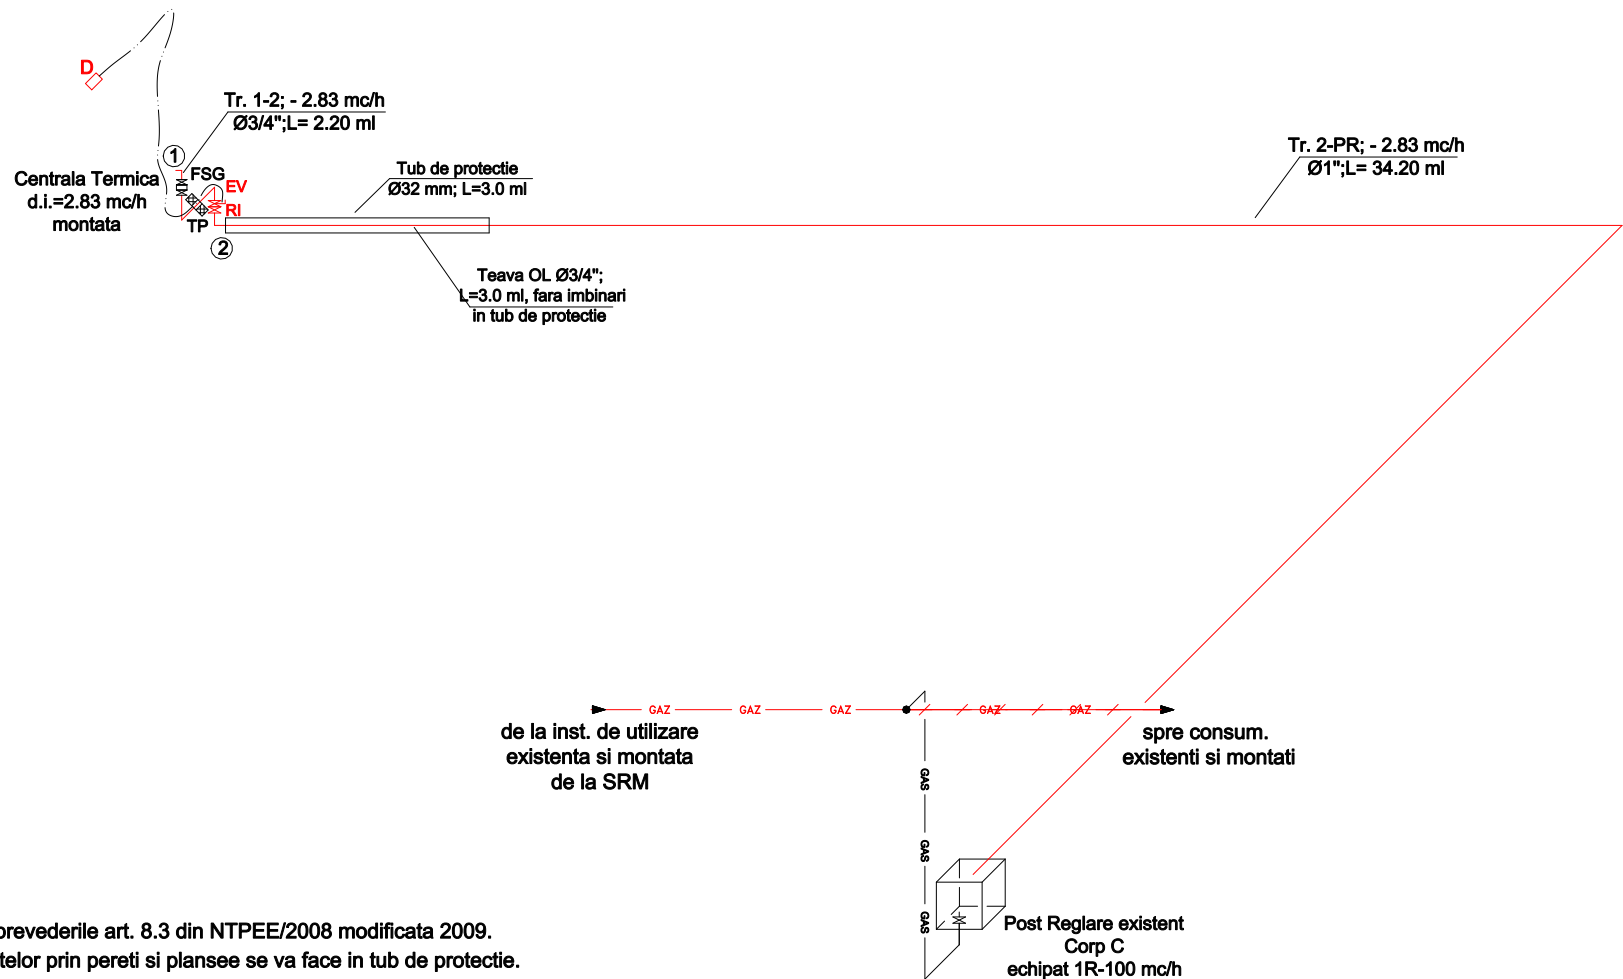 D
Tr. 1-2; - 2.83 mc/h
Ø3/4";L= 2.20 ml
1
FSG
Centrala Termica
d.i.=2.83 mc/h
montata
EV
RI
TP
2
Tub de protectie
Ø32 mm; L=3.0 ml
Teava OL Ø3/4";
L=3.0 ml, fara imbinari
in tub de protectie
Tr. 2-PR; - 2.83 mc/h
Ø1";L= 34.20 ml
GAZ GAZ GAZ GAZ GAZ
de la inst. de utilizare
existenta si montata
de la SRM
spre consum.
existenti si montati
GAS
GAS
GAS
Post Reglare existent
Corp C
echipat 1R-100 mc/h
prevederile art. 8.3 din NTPEE/2008 modificata 2009.
telor prin pereti si plansee se va face in tub de protectie.